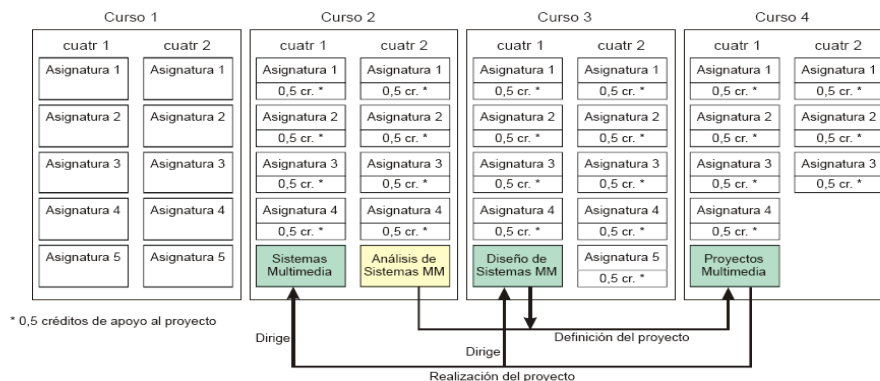 Curso 1
Curso 2
Curso 3
Curso 4
cuatr 1
cuatr 2
cuatr 1
cuatr 2
cuatr 1
cuatr 2
cuatr 1
cuatr 2
Asignatura 1
Asignatura 1
Asignatura 1
Asignatura 1
Asignatura 1
Asignatura 1
Asignatura 1
Asignatura 1
0,5 cr. *
0,5 cr. *
0,5 cr. *
0,5 cr. *
0,5 cr. *
0,5 cr. *
Asignatura 2
Asignatura 2
Asignatura 2
Asignatura 2
Asignatura 2
Asignatura 2
Asignatura 2
Asignatura 2
0,5 cr. *
0,5 cr. *
0,5 cr. *
0,5 cr. *
0,5 cr. *
0,5 cr. *
Asignatura 3
Asignatura 3
Asignatura 3
Asignatura 3
Asignatura 3
Asignatura 3
Asignatura 3
Asignatura 3
0,5 cr. *
0,5 cr. *
0,5 cr. *
0,5 cr. *
0,5 cr. *
0,5 cr. *
Asignatura 4
Asignatura 4
Asignatura 4
Asignatura 4
Asignatura 4
Asignatura 4
Asignatura 4
0,5 cr. *
0,5 cr. *
0,5 cr. *
0,5 cr. *
0,5 cr. *
Asignatura 5
Asignatura 5
Sistemas
Multimedia
Análisis de
Sistemas MM
Diseño de
Sistemas MM
Asignatura 5
0,5 cr. *
Proyectos
Multimedia
* 0,5 créditos de apoyo al proyecto
Dirige
Dirige
Definición del proyecto
Realización del proyecto